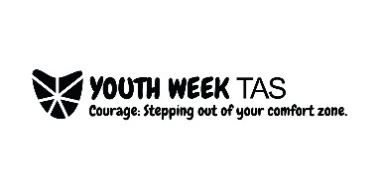 YOUTH WEEK TAS
Courage: Stepping out of your comfort zone.